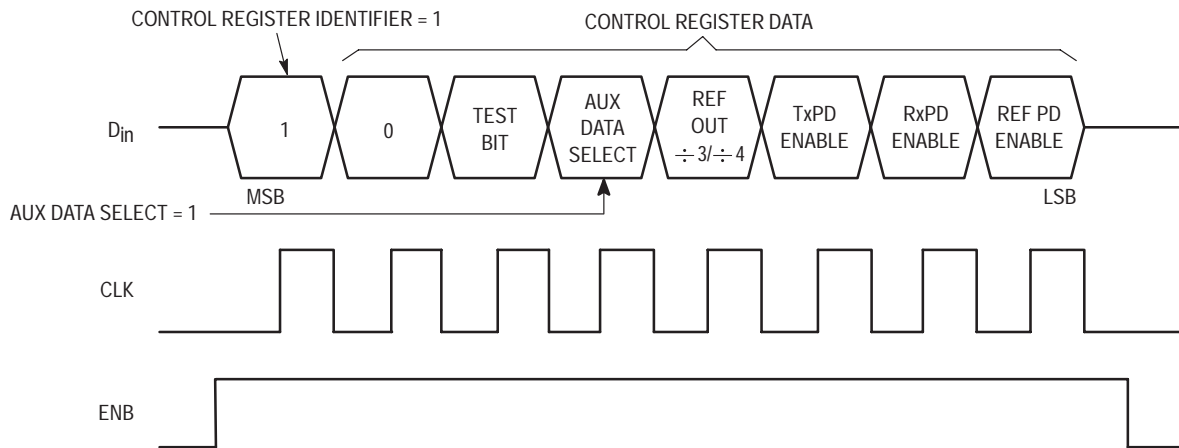 CONTROL REGISTER IDENTIFIER = 1
CONTROL REGISTER DATA
Din
1
0
TEST
BIT
AUX
DATA
SELECT
REF
OUT
÷3/÷4
TxPD
ENABLE
RxPD
ENABLE
REF PD
ENABLE
MSB
LSB
AUX DATA SELECT = 1
CLK
ENB